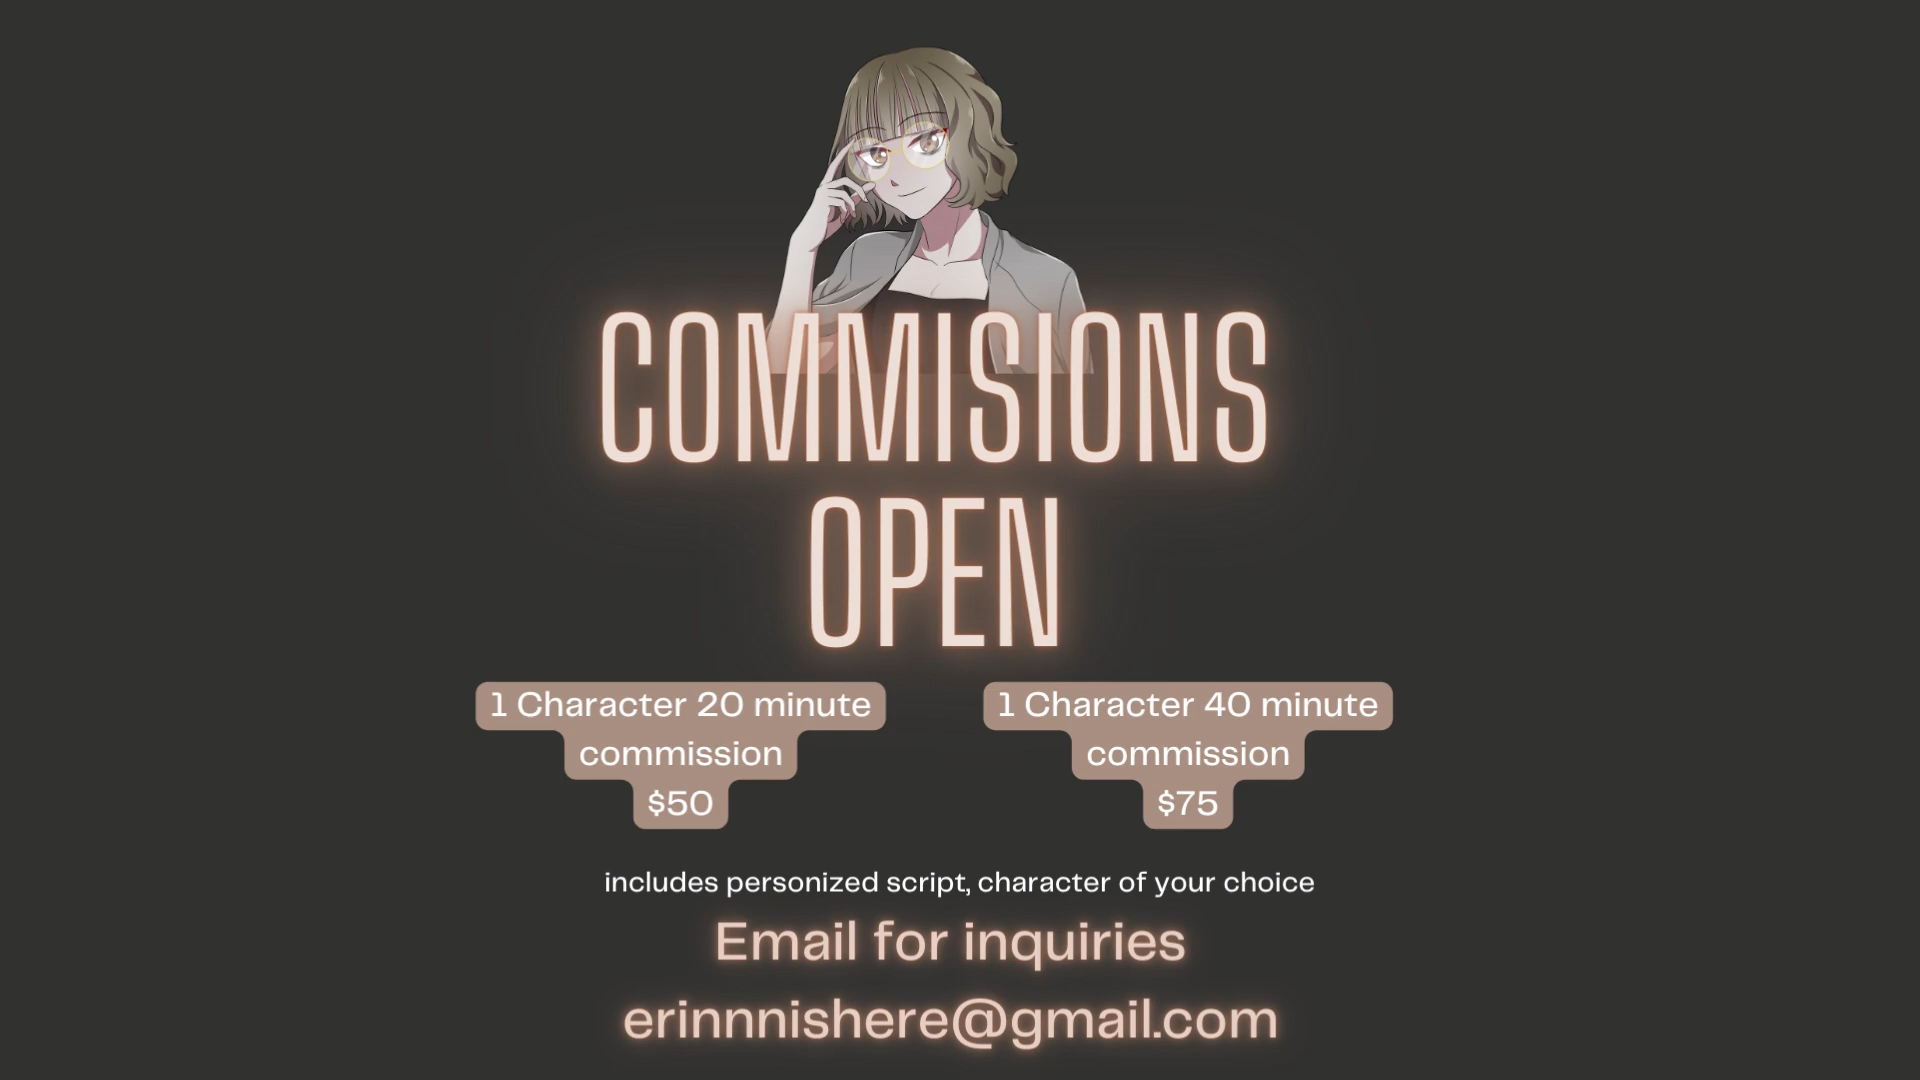 COMMISIONS
OPEN
1 Character 20 minute
commission
$50
1 Character 40 minute
commission
$75
includes personized script, character of your choice
Email for inquiries
erinnnishere@gmail.com